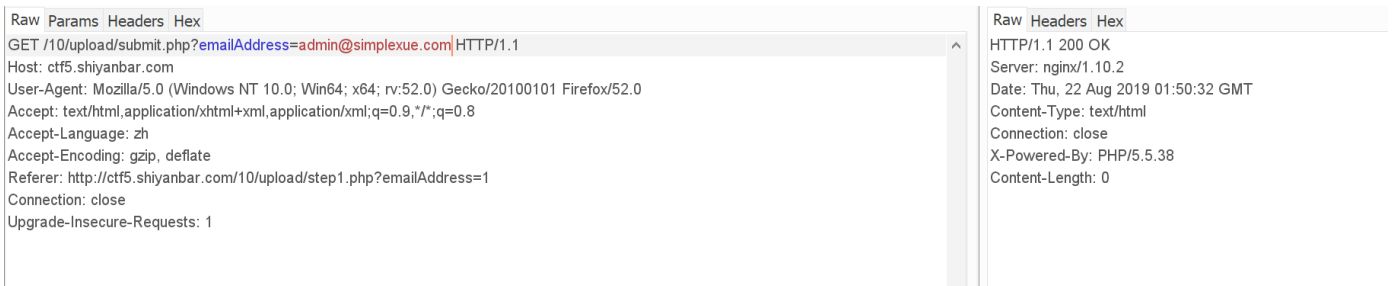 Raw Params Headers Hex
GET /10/upload/submit.php?emailAddress=admin@simplexue.com HTTP/1.1
Host: ctf5.shiyanbar.com
User-Agent: Mozilla/5.0 (Windows NT 10.0; Win64; x64; rv:52.0) Gecko/20100101 Firefox/52.0
Accept: text/html,application/xhtml+xml,application/xml;q=0.9,*/*;q=0.8
Accept-Language: zh
Accept-Encoding: gzip, deflate
Referer: http://ctf5.shiyanbar.com/10/upload/step1.php?emailAddress=1
Connection: close
Upgrade-Insecure-Requests: 1
Raw Headers Hex
HTTP/1.1 200 OK
Server: nginx/1.10.2
Date: Thu, 22 Aug 2019 01:50:32 GMT
Content-Type: text/html
Connection: close
X-Powered-By: PHP/5.5.38
Content-Length: 0